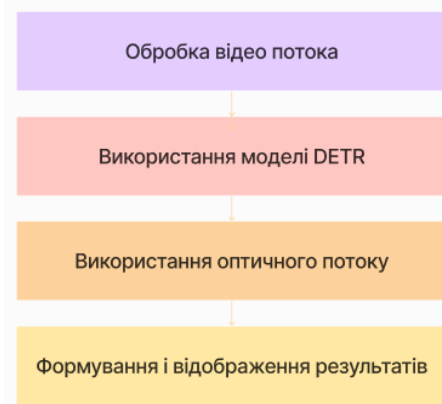 Обробка відео потока
Використання моделі DETR
Використання оптичного потоку
Формування і відображення результатів